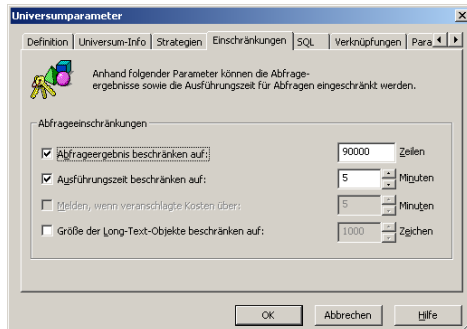 Universumparameter
Definition Universum-Info Strategien Einschränkungen SQL Verknüpfungen Para
Anhand folgender Parameter können die Abfrage-
ergebnisse sowie die Ausführungszeit für Abfragen eingeschränkt werden.
Abfrageeinschränkungen
Abfrageergebnis beschränken auf: 90000 Zeilen
Ausführungszeit beschränken auf: 5 Minuten
Melden, wenn veranschlagte Kosten über: 5 Minuten
Größe der Long-Text-Objekte beschränken auf: 1000 Zeichen
OK Abbrechen Hilfe